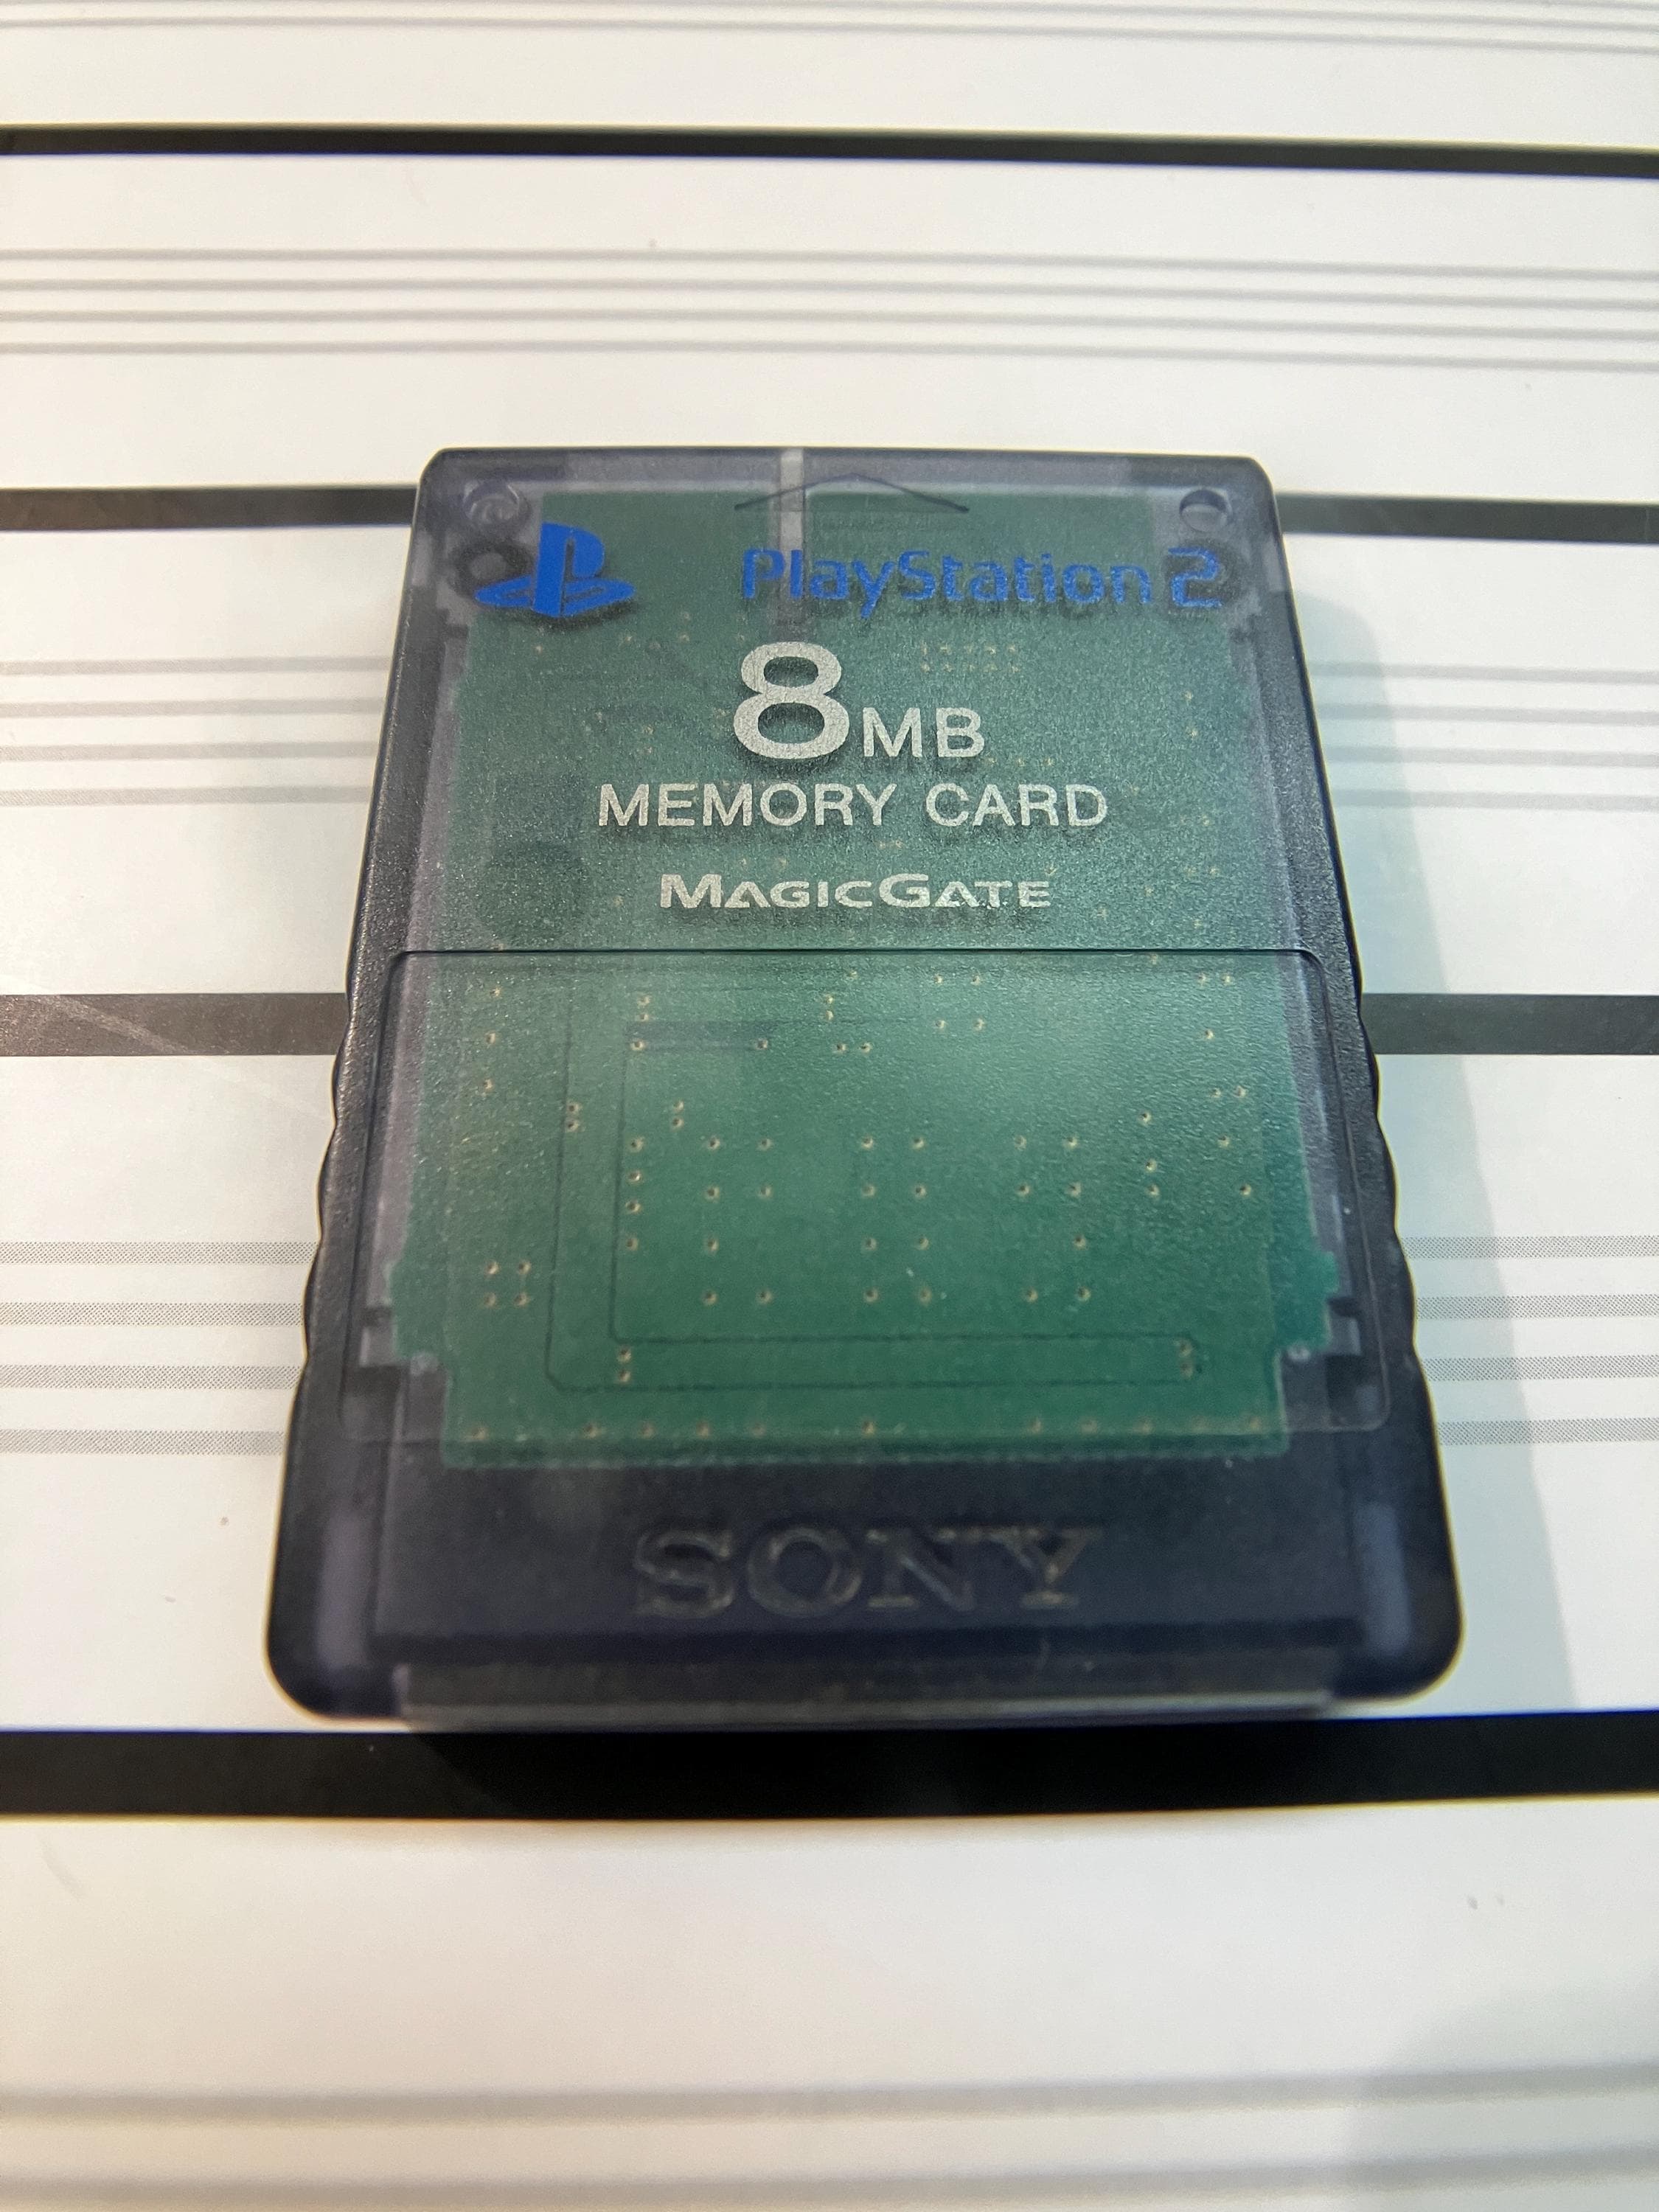 PlayStation 2
8MB
MEMORY CARD
MAGICGATE
SONY